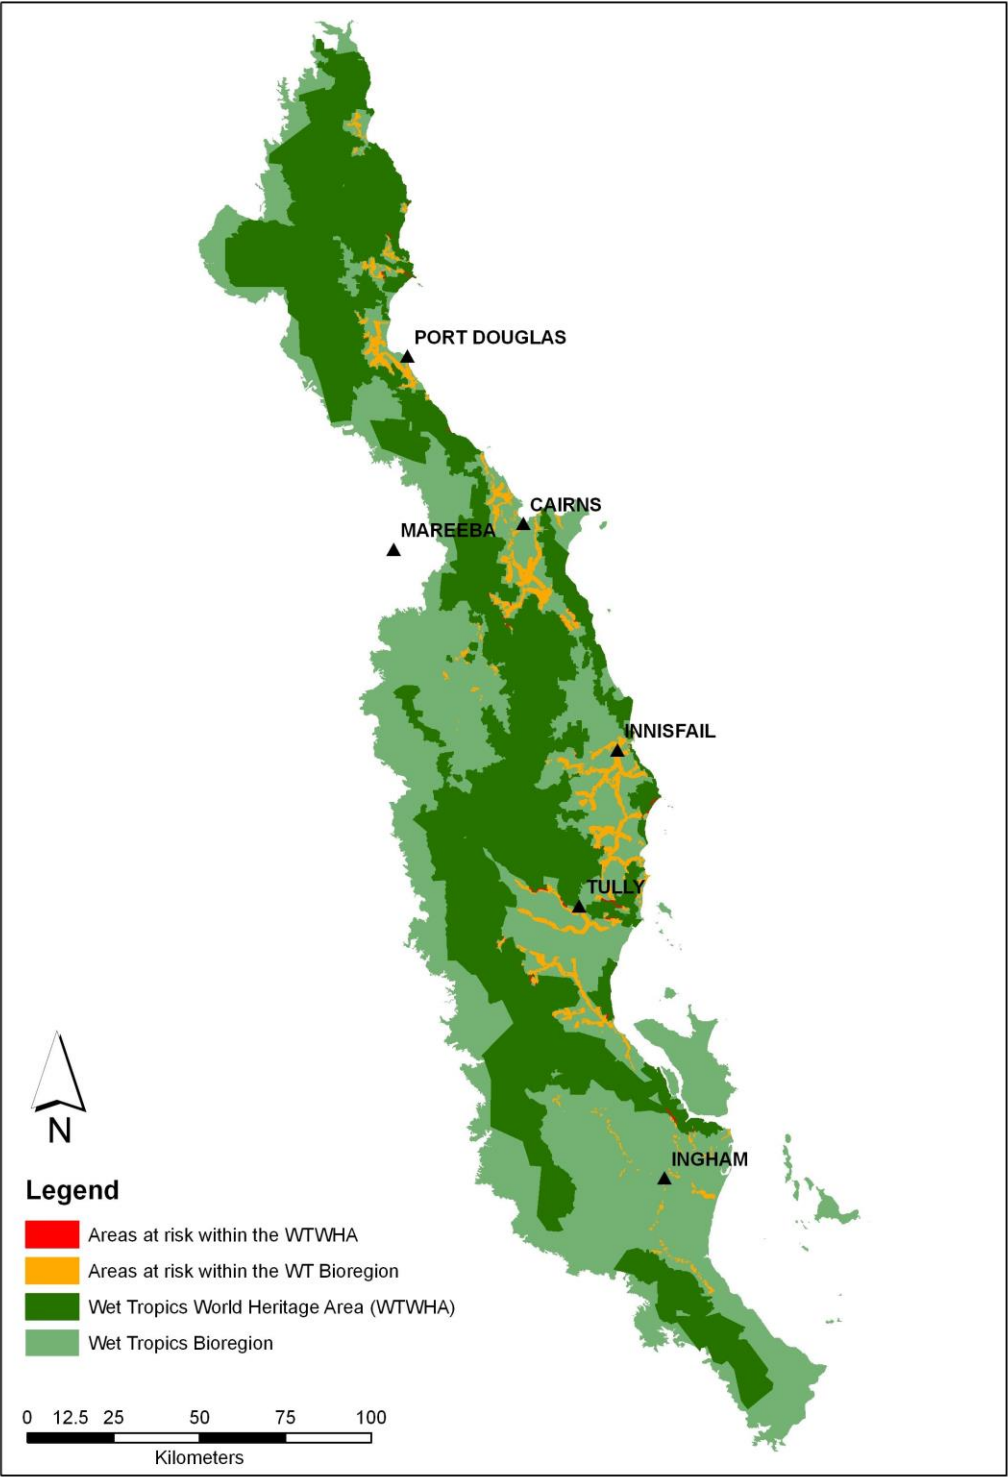 PORT DOUGLAS
CAIRNS
MAREEBA
INNISFAIL
TULLY
INGHAM
N
Legend
Areas at risk within the WTWHA
Areas at risk within the WT Bioregion
Wet Tropics World Heritage Area (WTWHA)
Wet Tropics Bioregion
0 12.5 25 50 75 100
Kilometers